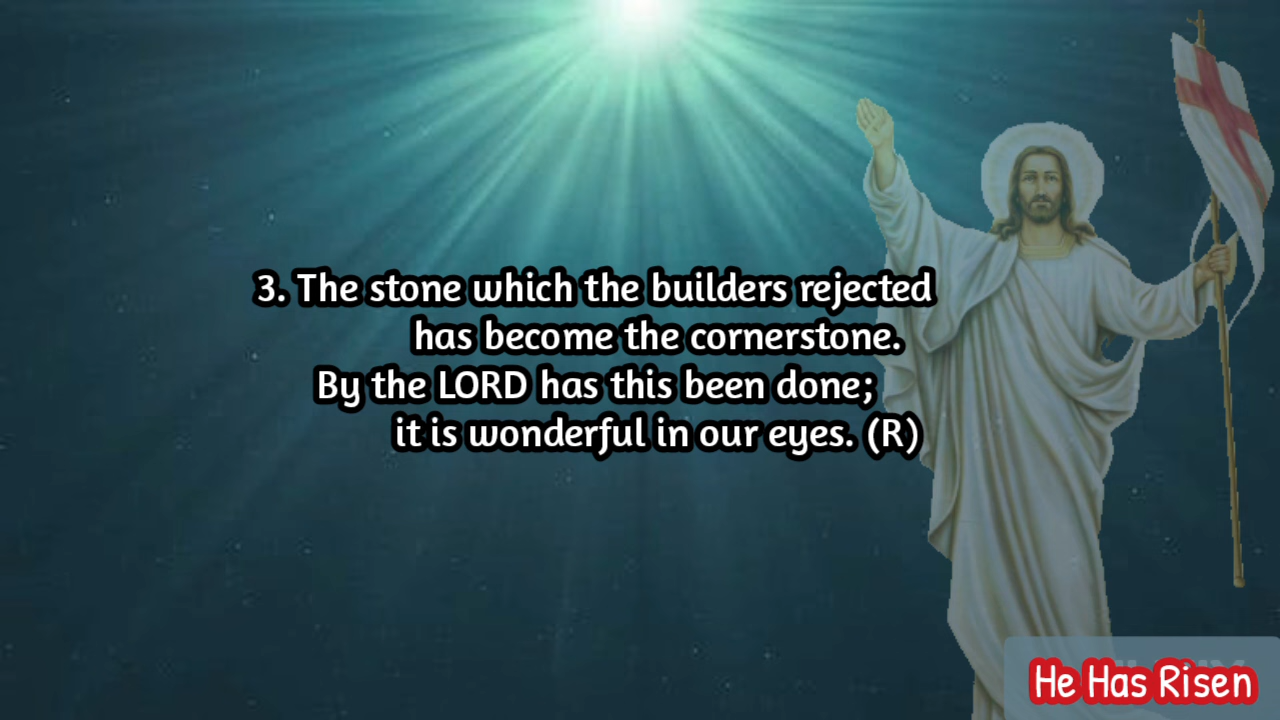 3. The stone which the builders rejected
has become the cornerstone.
By the LORD has this been done;
it is wonderful in our eyes. (R)
He Has Risen